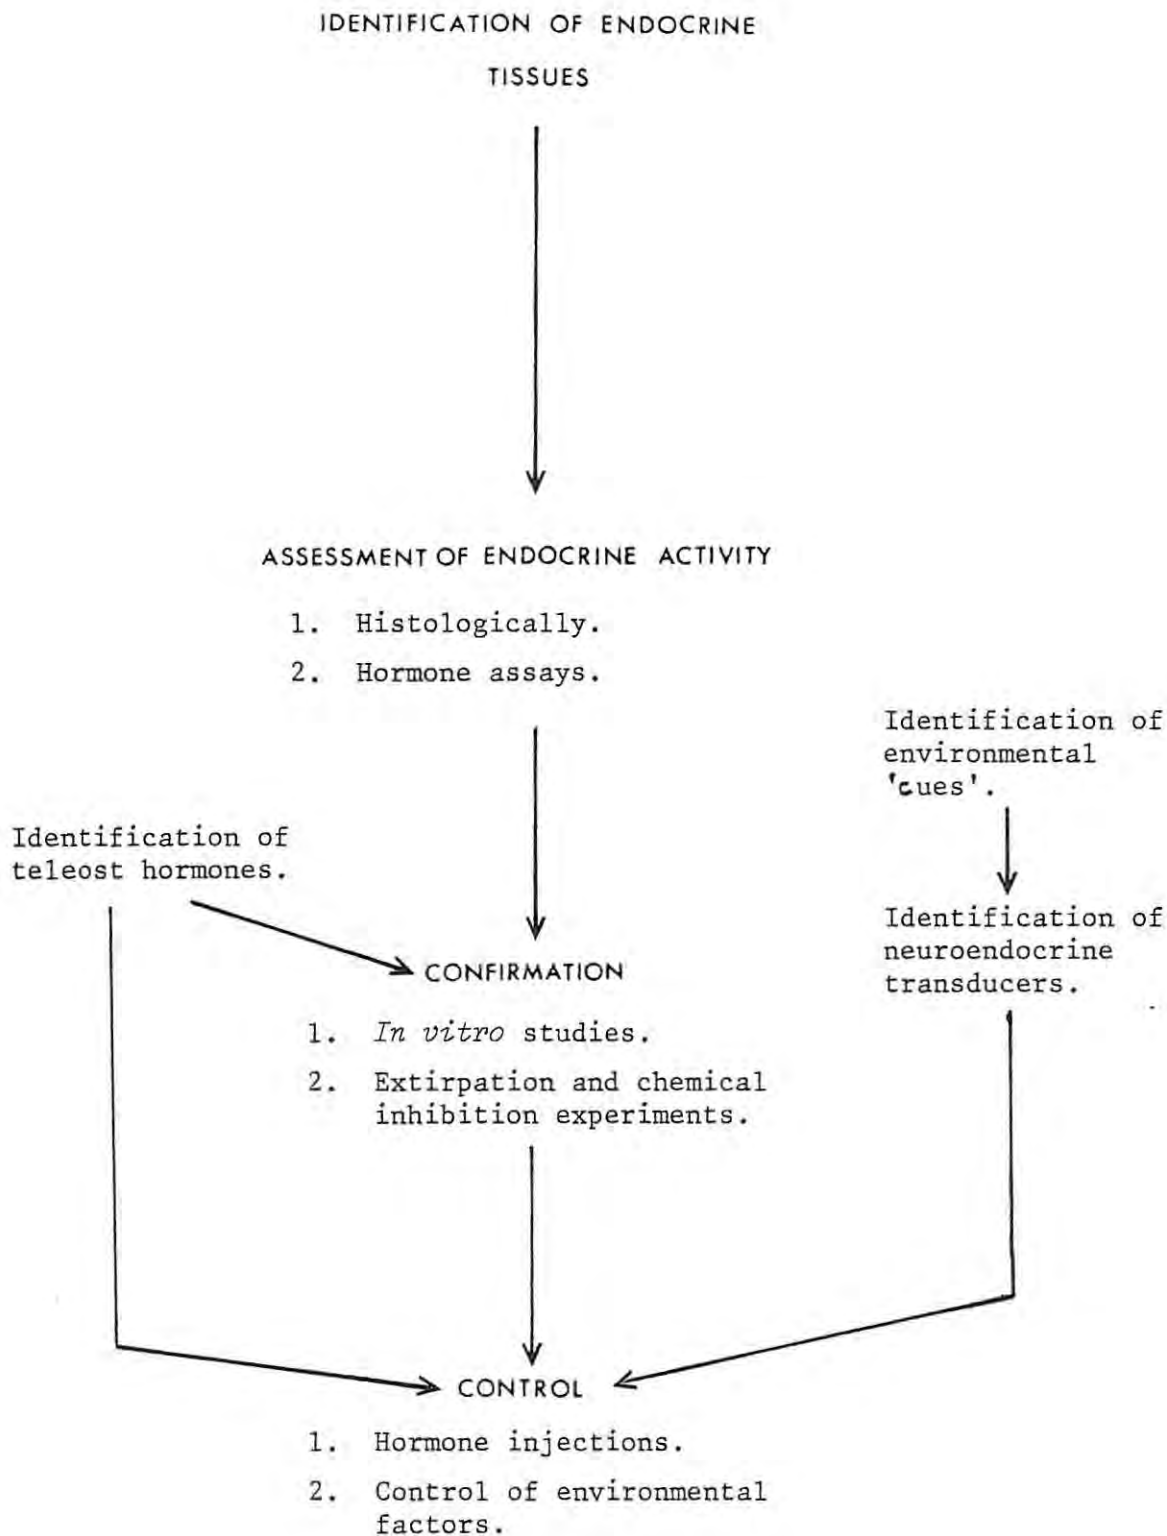 IDENTIFICATION OF ENDOCRINE
TISSUES
ASSESSMENT OF ENDOCRINE ACTIVITY
1. Histologically.
2. Hormone assays.
Identification of
environmental
'cues'.
Identification of
teleost hormones.
Identification of
neuroendocrine
transducers.
CONFIRMATION
1. In vitro studies.
2. Extirpation and chemical
inhibition experiments.
CONTROL
1. Hormone injections.
2. Control of environmental
factors.